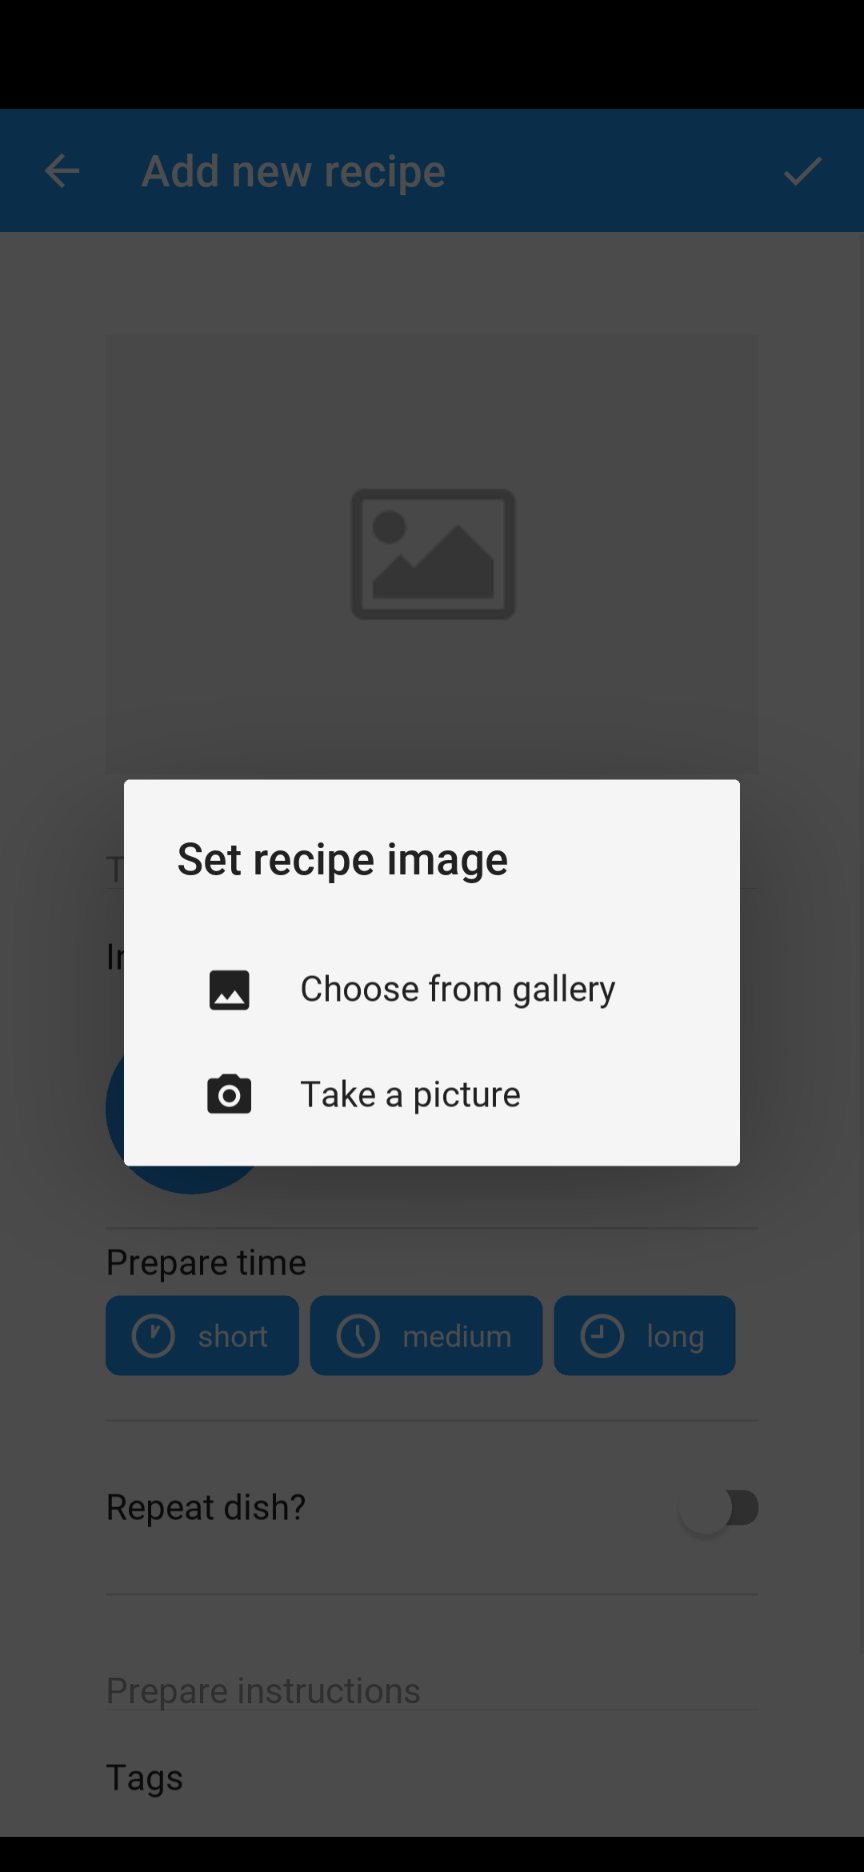 Add new recipe
Set recipe image
Choose from gallery
Take a picture
Prepare time
short
medium
long
Repeat dish?
Prepare instructions
Tags